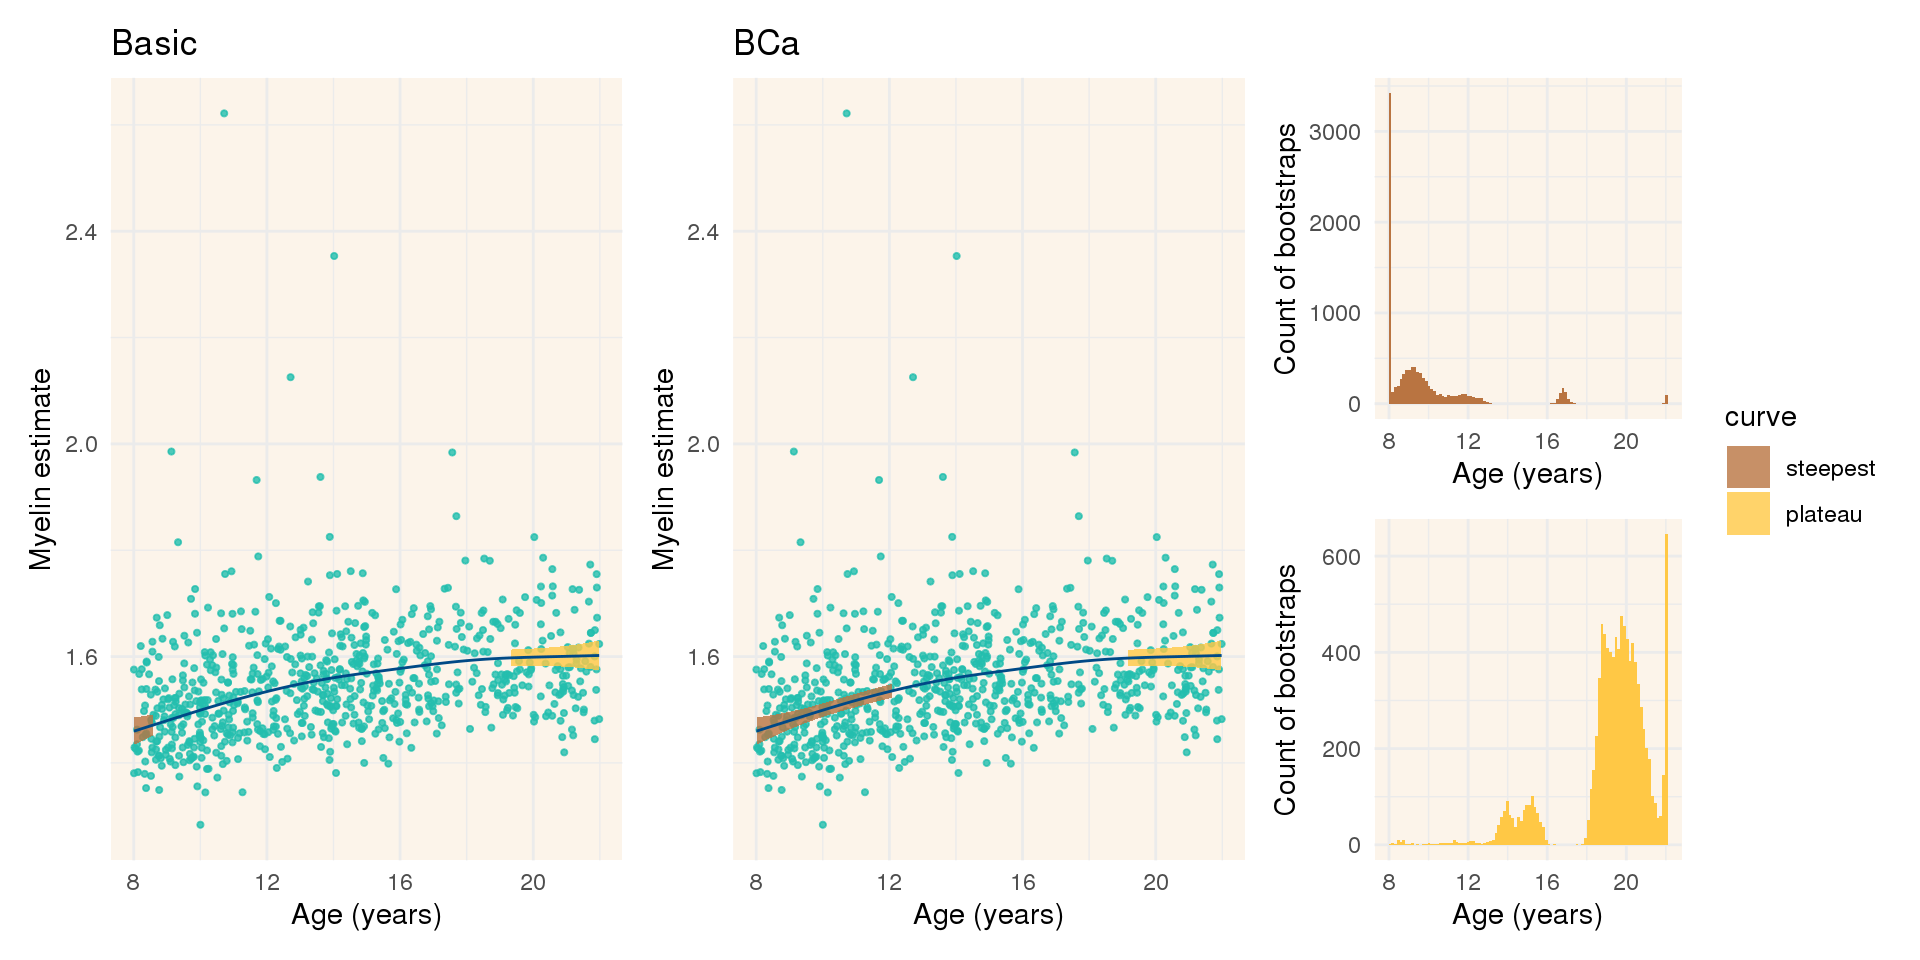 Basic
Myelin estimate
2.4
2.0
1.6
8 12 16 20
Age (years)
BCa
Myelin estimate
2.4
2.0
1.6
8 12 16 20
Age (years)
Count of bootstraps
3000
2000
1000
0
8 12 16 20
Age (years)
Count of bootstraps
600
400
200
0
8 12 16 20
Age (years)
curve
steepest
plateau